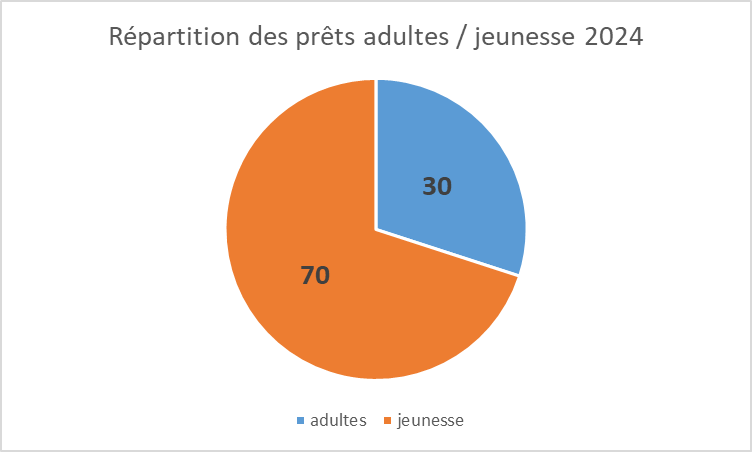 Répartition des prêts adultes / jeunesse 2024
30
70
adultes jeunesse